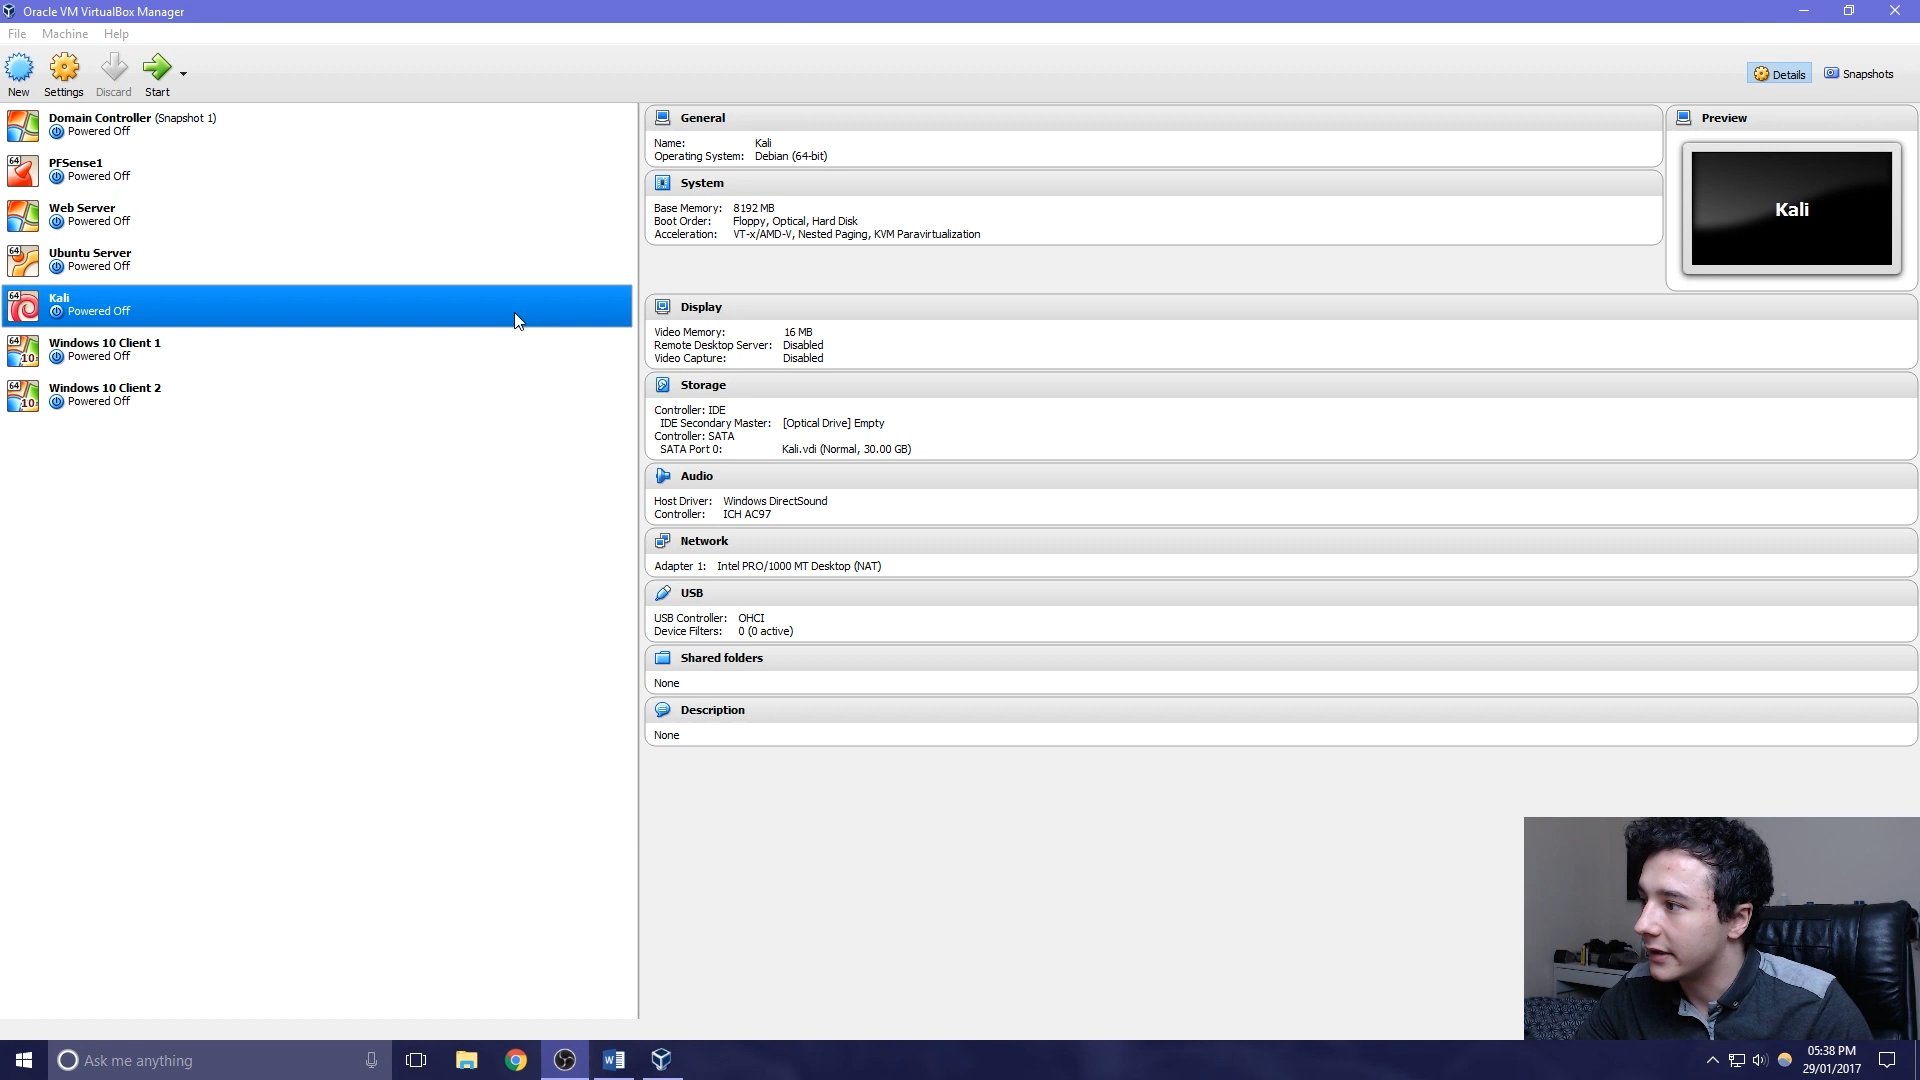 Oracle VM VirtualBox Manager
File Machine Help
New Settings Discard Start
Details Snapshots
Domain Controller (Snapshot 1)
Powered Off
64
PFSense1
Powered Off
Web Server
Powered Off
64
Ubuntu Server
Powered Off
64
Kali
Powered Off
64
10
Windows 10 Client 1
Powered Off
64
10
Windows 10 Client 2
Powered Off
General
Name: Kali
Operating System: Debian (64-bit)
Preview
Kali
System
Base Memory: 8192 MB
Boot Order: Floppy, Optical, Hard Disk
Acceleration: VT-x/AMD-V, Nested Paging, KVM Paravirtualization
Display
Video Memory: 16 MB
Remote Desktop Server: Disabled
Video Capture: Disabled
Storage
Controller: IDE
IDE Secondary Master: [Optical Drive] Empty
Controller: SATA
SATA Port 0: Kali.vdi (Normal, 30.00 GB)
Audio
Host Driver: Windows DirectSound
Controller: ICH AC97
Network
Adapter 1: Intel PRO/1000 MT Desktop (NAT)
USB
USB Controller: OHCI
Device Filters: 0 (0 active)
Shared folders
None
Description
None
Ask me anything
W
05:38 PM
29/01/2017